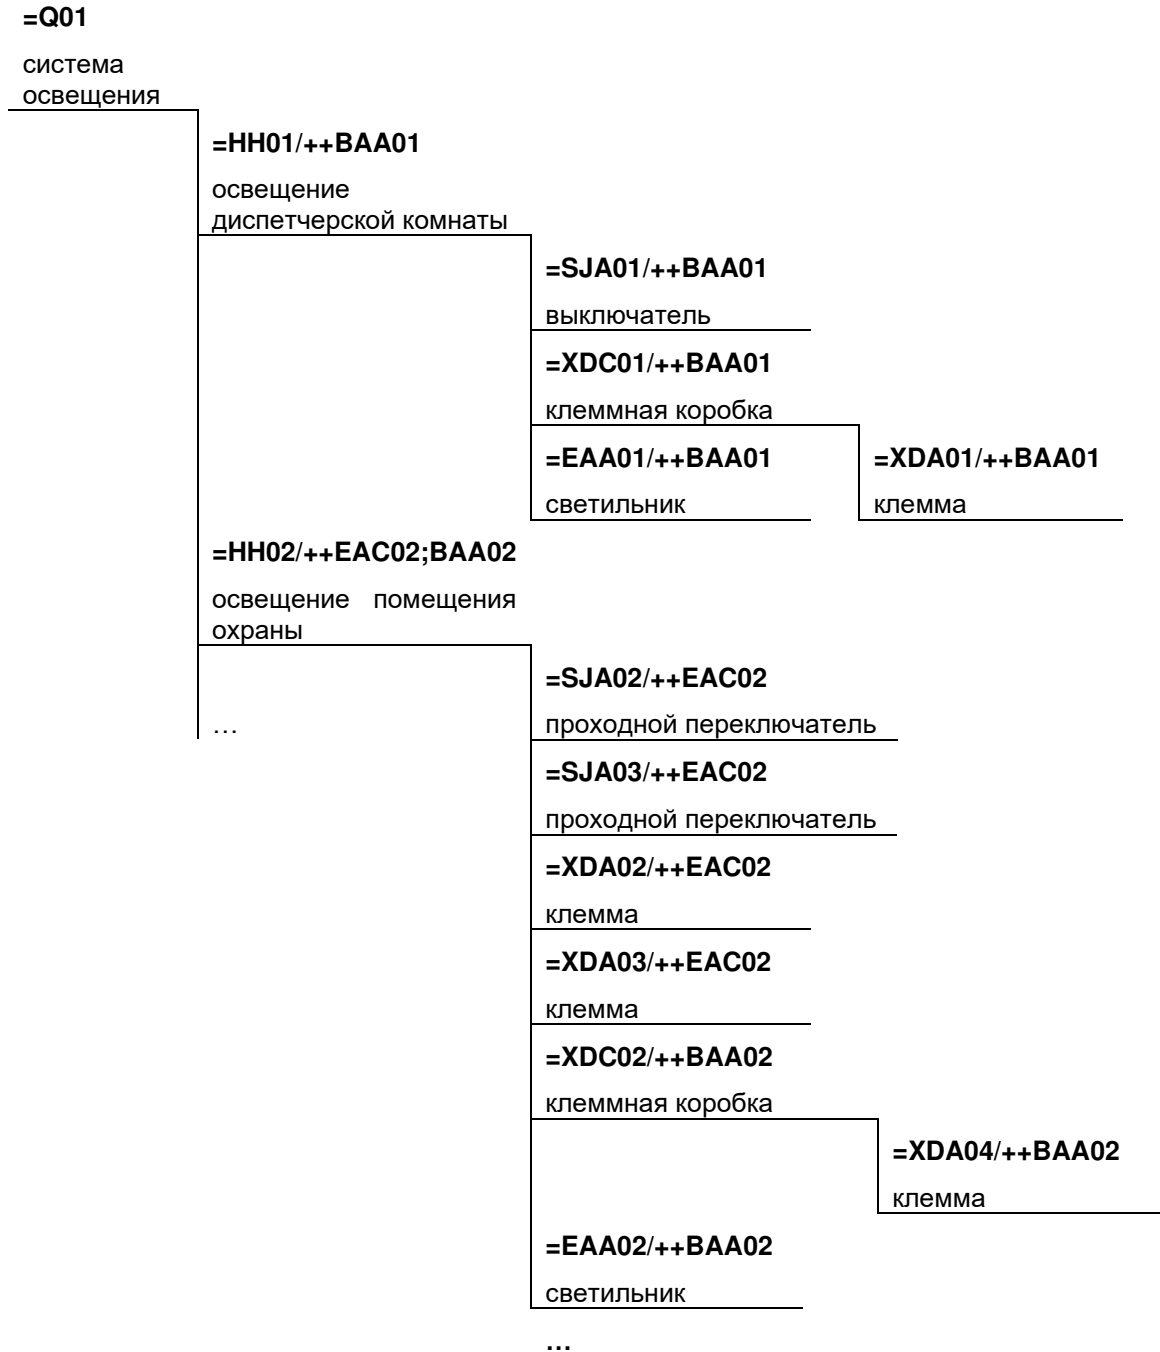 =Q01
система
освещения
=HH01/++BAA01
освещение
диспетчерской комнаты
=SJA01/++BAA01
выключатель
=XDC01/++BAA01
клеммная коробка
=EAA01/++BAA01
светильник
=XDA01/++BAA01
клемма
=HH02/++EAC02;BAA02
освещение помещения
охраны
=SJA02/++EAC02
проходной переключатель
=SJA03/++EAC02
проходной переключатель
=XDA02/++EAC02
клемма
=XDA03/++EAC02
клемма
=XDC02/++BAA02
клеммная коробка
=XDA04/++BAA02
клемма
=EAA02/++BAA02
светильник
...
…